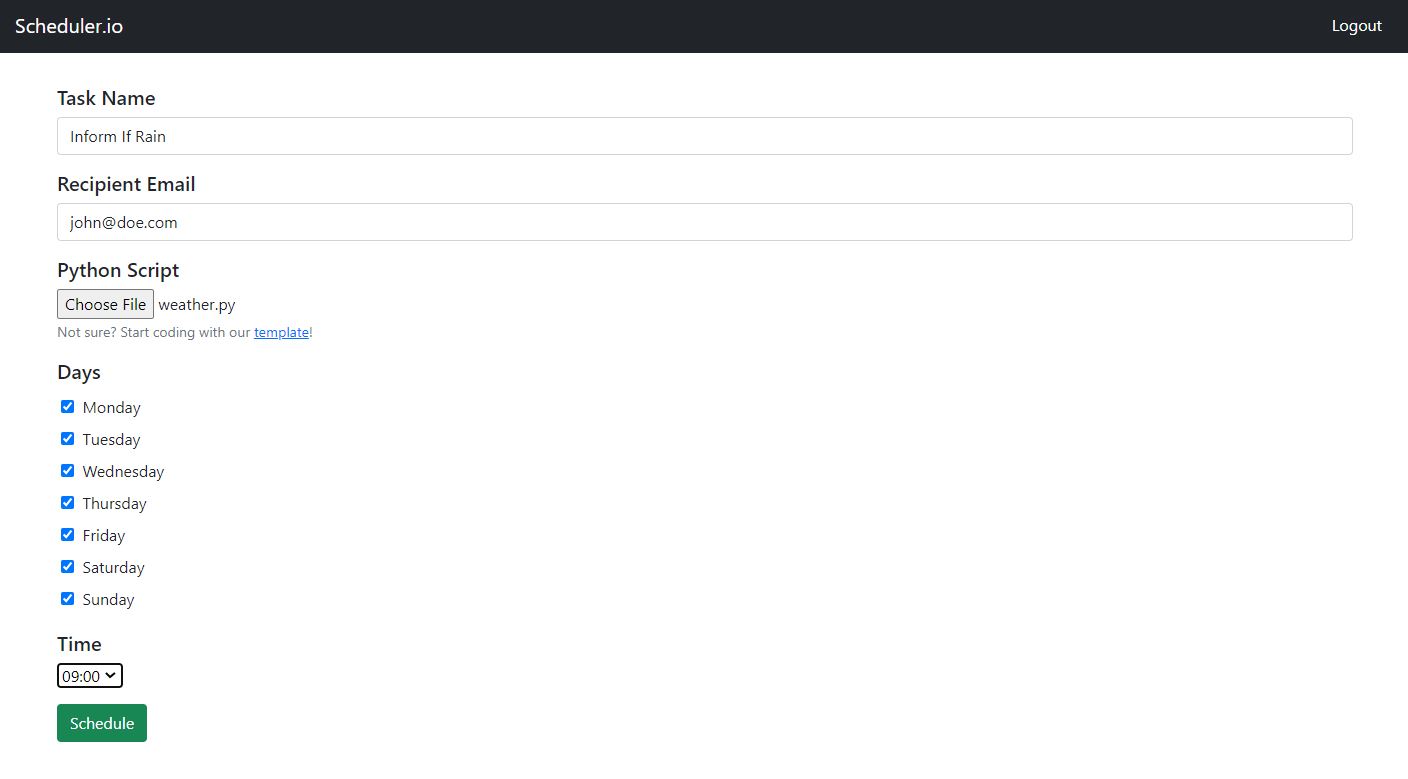 Scheduler.io Logout
Task Name
Inform If Rain
Recipient Email
john@doe.com
Python Script
Choose File weather.py
Not sure? Start coding with our template!
Days
Monday
Tuesday
Wednesday
Thursday
Friday
Saturday
Sunday
Time
09:00
Schedule